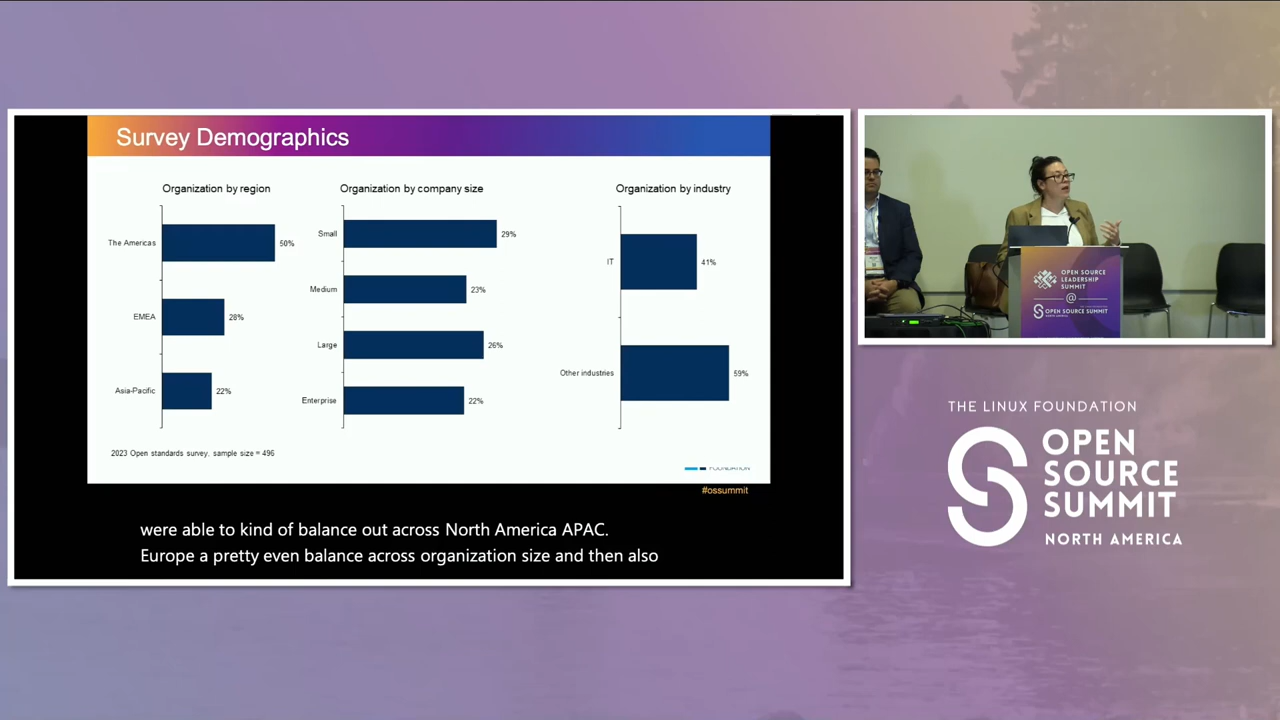 Survey Demographics
Organization by region
The Americas
50%
EMEA
28%
Asia-Pacific
22%
Organization by company size
Small
29%
Medium
23%
Large
26%
Enterprise
22%
Organization by industry
IT
41%
Other industries
59%
2023 Open standards survey, sample size = 496
FOUNDATION
#ossummit
were able to kind of balance out across North America APAC.
Europe a pretty even balance across organization size and then also
OPEN SOURCE
LEADERSHIP
SUMMIT
@
OPEN SOURCE SUMMIT
NORTH AMERICA
THE LINUX FOUNDATION
OPEN
SOURCE
SUMMIT
NORTH AMERICA